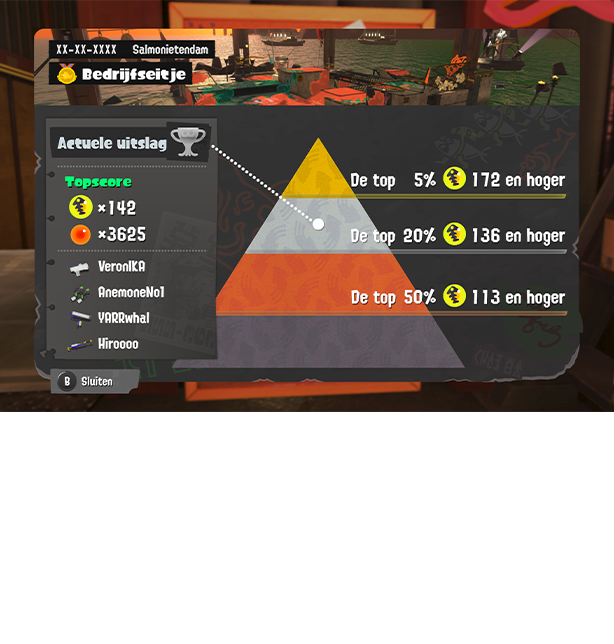 XX-XX-XXXX Salmonietendam
Bedrijfseitje
Actuele uitslag
Topscore
×142
×3625
VeronIKA
AnemoneNo1
YARRwhal
Hiroooo
De top 5% 172 en hoger
De top 20% 136 en hoger
De top 50% 113 en hoger
B Sluiten